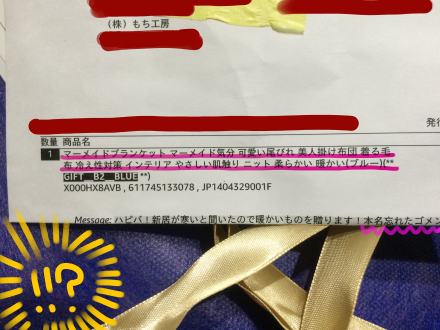 (株) もち工房
発行
数量 商品名
1 マーメイドブランケット マーメイド気分 可愛い尾びれ 美人掛け布団 着る毛
布 冷え性対策 インテリア やさしい肌触り ニット 柔らかい 暖かい(ブルー)(**
GIFT__B2__BLUE**)
X000HX8AVB , 611745133078 , JP1404329001F
Message: ハイパ！新居が寒いと聞いたので暖かいものを贈ります！本名忘れたゴメン
!!?